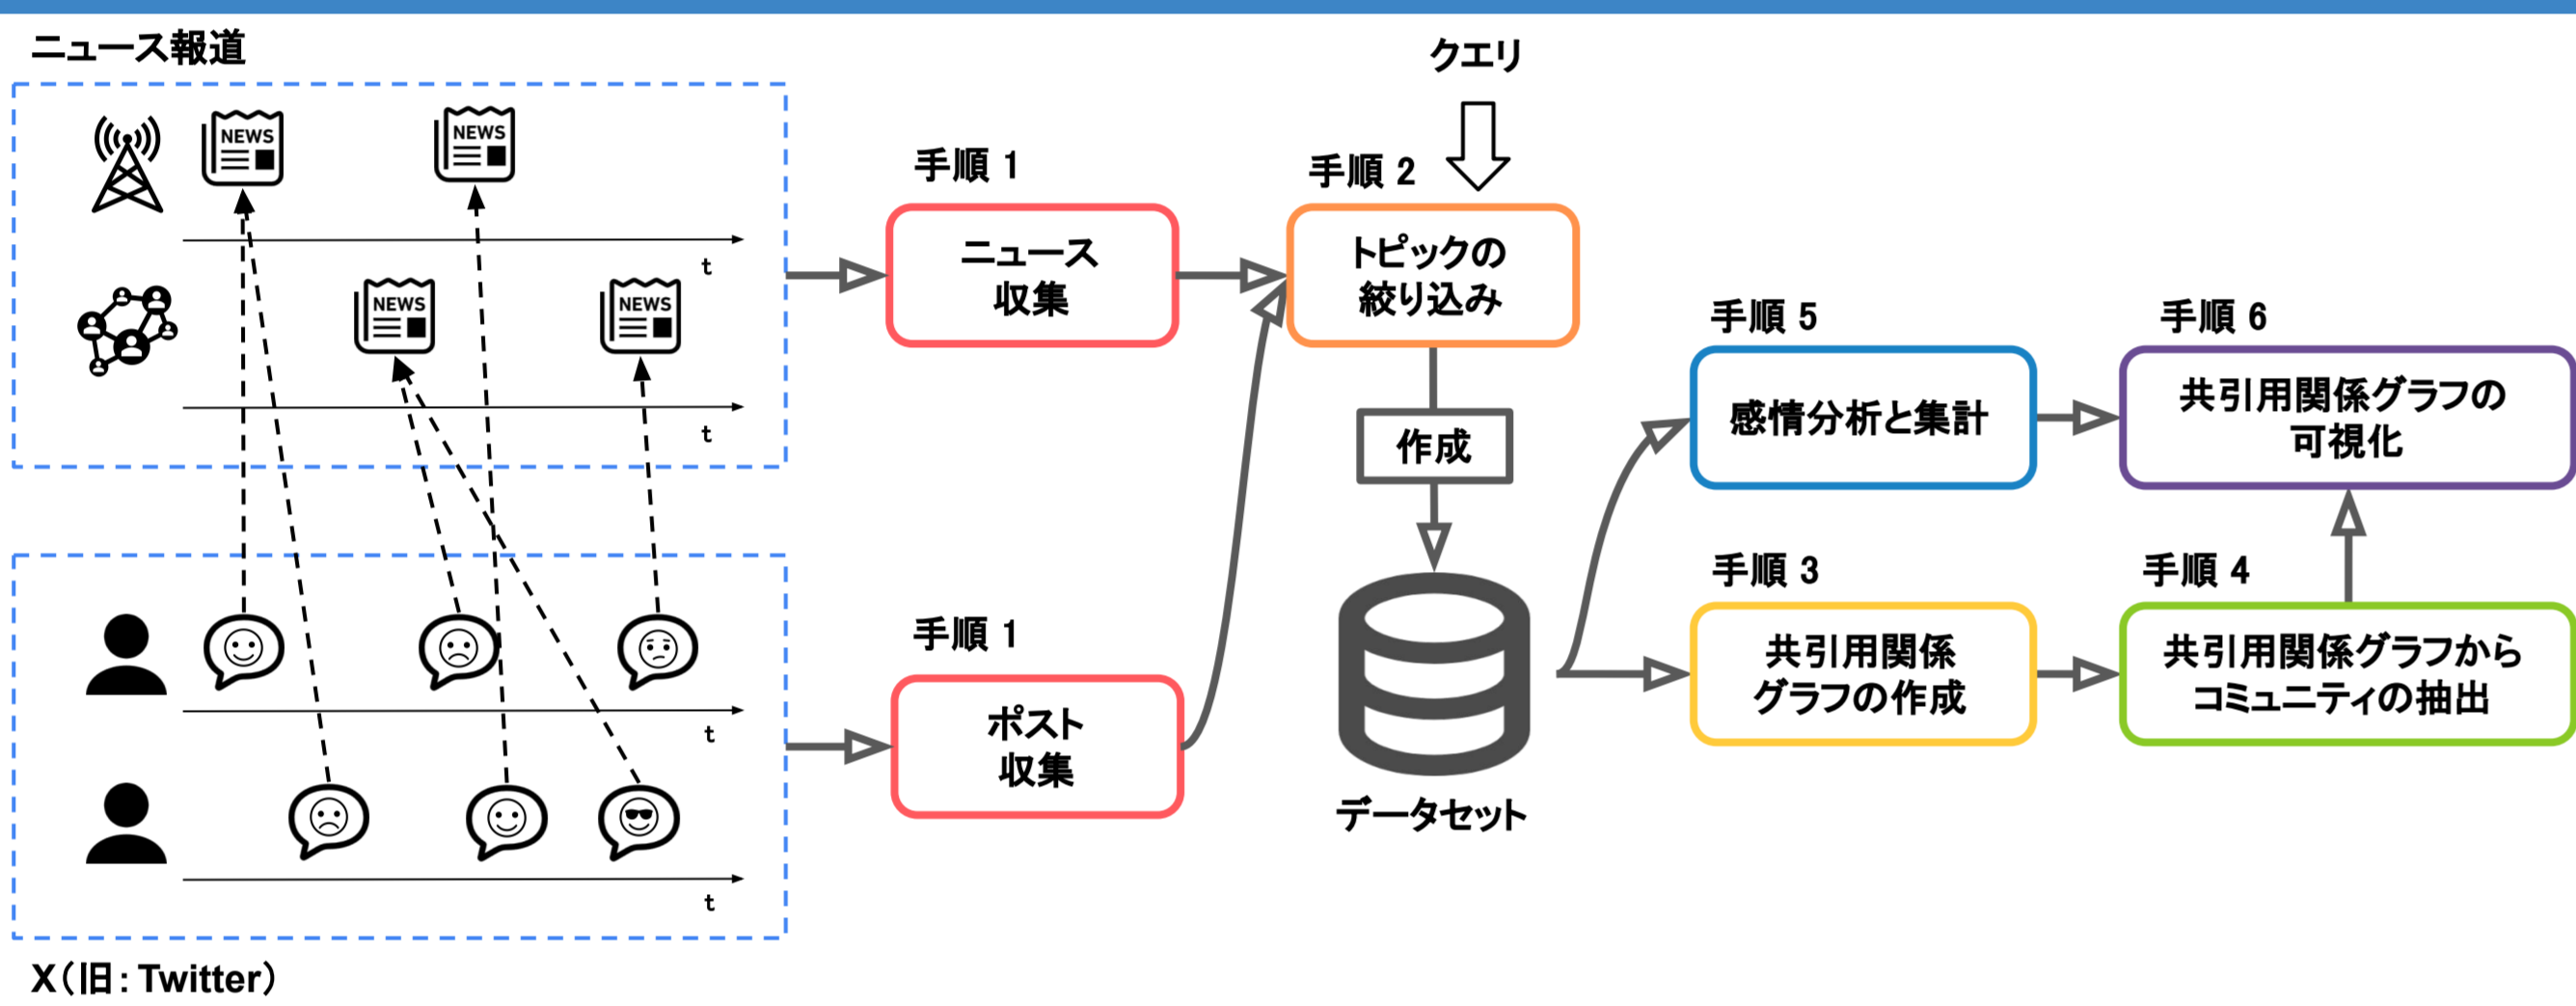 ニュース報道
NEWS
NEWS
t
NEWS
NEWS
t
t
t
X（旧：Twitter）
手順 1
ニュース
収集
手順 1
ポスト
収集
クエリ
手順 2
トピックの
絞り込み
作成
データセット
手順 5
感情分析と集計
手順 6
共引用関係グラフの
可視化
手順 3
共引用関係
グラフの作成
手順 4
共引用関係グラフから
コミュニティの抽出